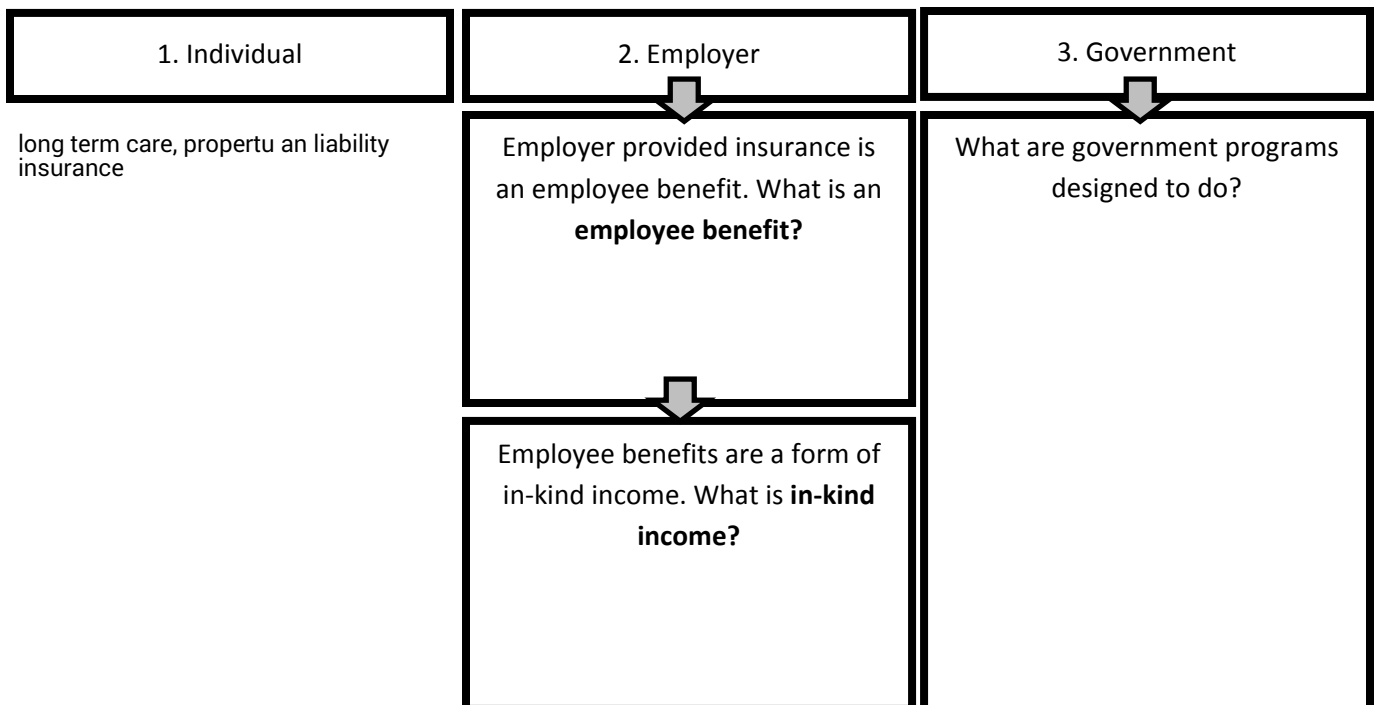 1. Individual
2. Employer
3. Government
long term care, propertu an liability
insurance
Employer provided insurance is
an employee benefit. What is an
employee benefit?
Employee benefits are a form of
in-kind income. What is in-kind
income?
What are government programs
designed to do?